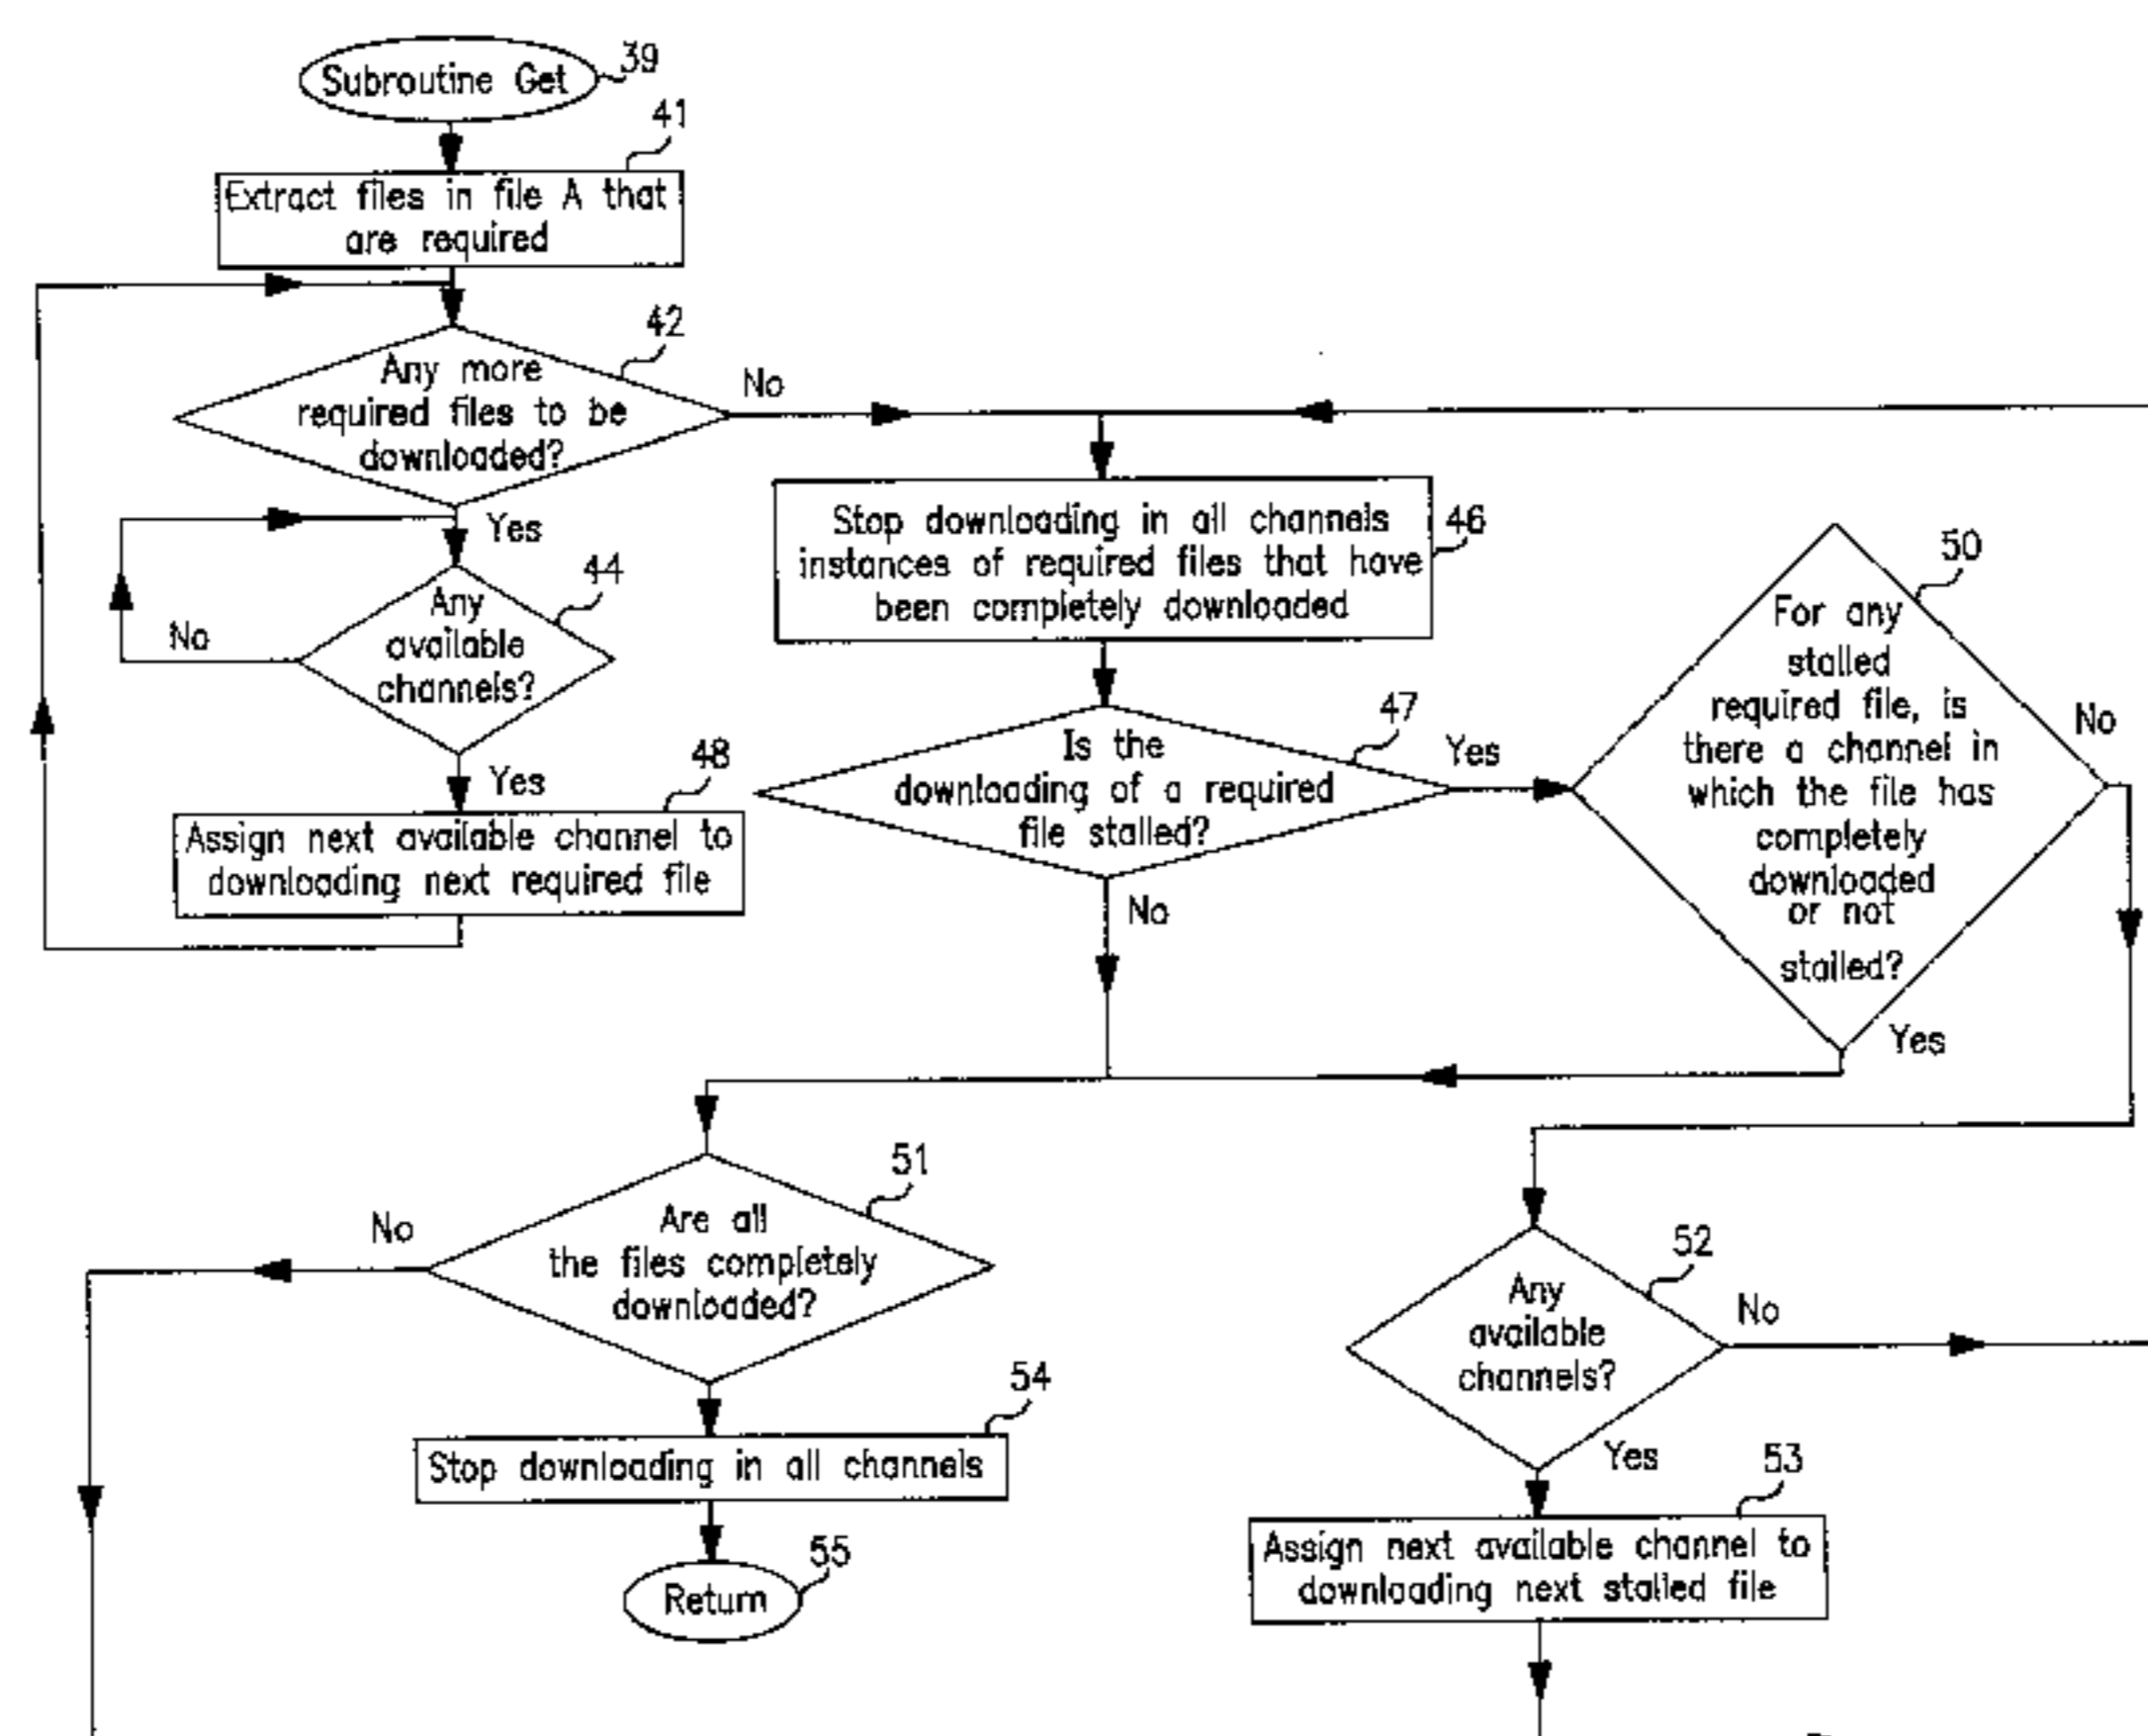 Subroutine Get
39
41
Extract files in file A that
are required
42
Any more
required files to be
downloaded?
No
Yes
44
Any
available
channels?
No
Yes
48
Assign next available channel to
downloading next required file
Stop downloading in all channels
instances of required files that have
been completely downloaded
46
47
Is the
downloading of a required
file stalled?
Yes
No
50
For any
stalled
required file, is
there a channel in
which the file has
completely
downloaded
or not
stalled?
No
Yes
51
Are all
the files completely
downloaded?
No
54
Stop downloading in all channels
55
Return
52
Any
available
channels?
No
Yes
53
Assign next available channel to
downloading next stalled file